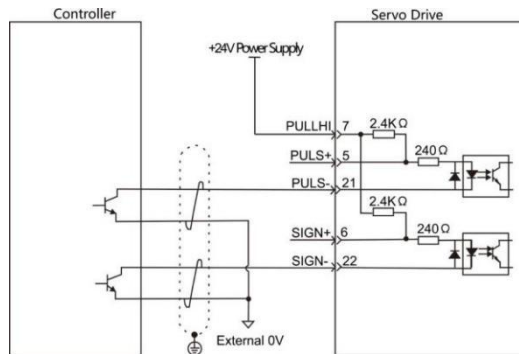 Controller
Servo Drive
+24V Power Supply
PULLHI 7 2.4KΩ
PULS+ 5 240Ω
PULS- 21
2.4KΩ
SIGN+ 6 240Ω
SIGN- 22
External 0V